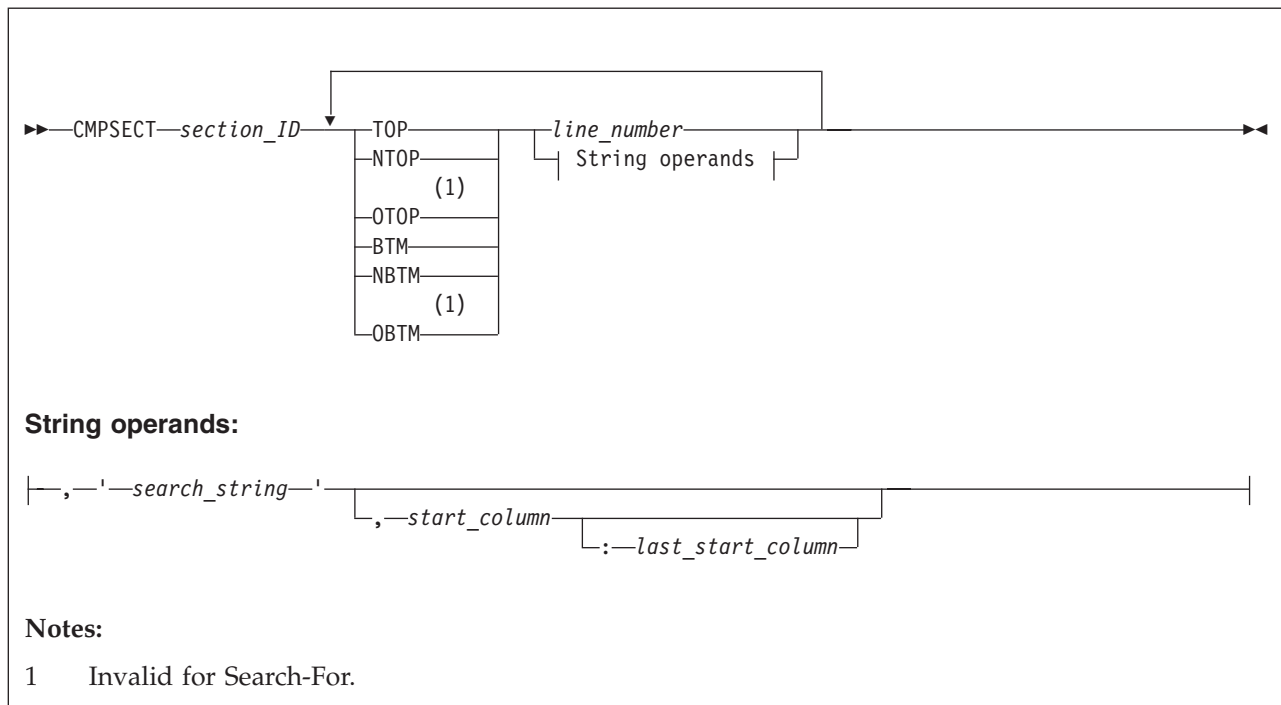 CMPSECT section_ID TOP line_number
NTOP String operands
(1)
OTOP
BTM
NBTM
(1)
OBTM
String operands:
, ' search_string '
, start_column
: last_start_column
Notes:
1 Invalid for Search-For.